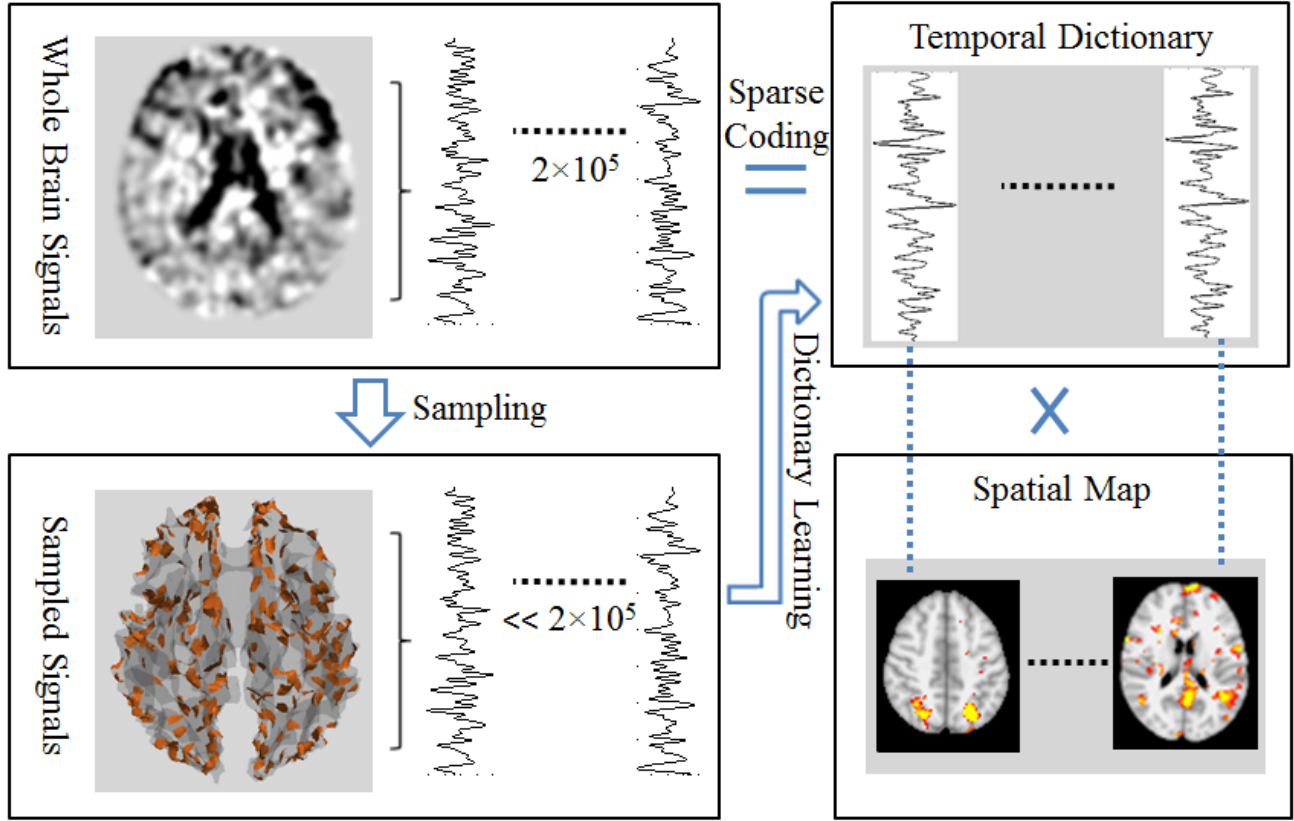 Whole Brain Signals
2×10⁵
Sparse
Coding
Temporal Dictionary
Sampling
Dictionary Learning
Sampled Signals
<< 2×10⁵
Spatial Map